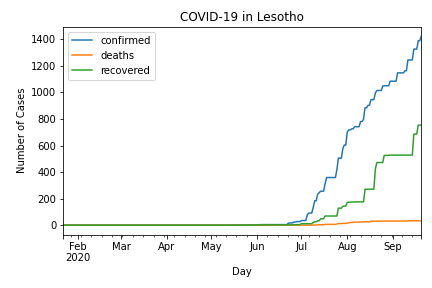 COVID-19 in Lesotho
confirmed
deaths
recovered
Number of Cases
1400
1200
1000
800
600
400
200
0
Feb Mar Apr May Jun Jul Aug Sep
2020
Day